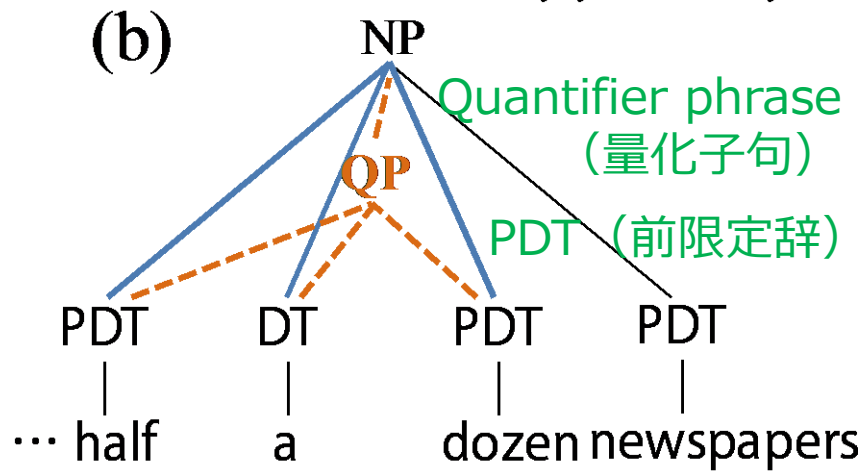 (b)
NP
Quantifier phrase
（量化子句）
QP
PDT（前限定辞）
PDT DT PDT PDT
… half a dozen newspapers